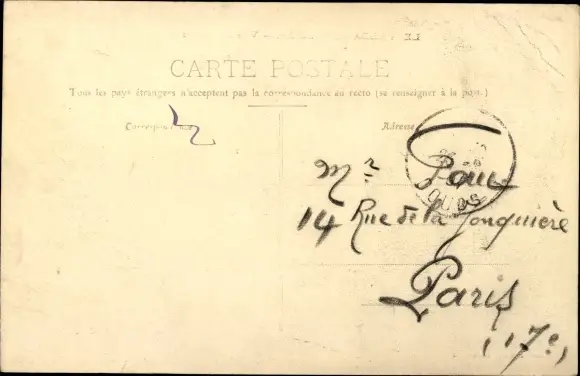 CARTE POSTALE
Tous les pays étrangers n'acceptent pas la correspondance au recto (se renseigner à la poste.)
Correspondance
Adresse
Mr
14 Rue de la Jonquière
Paris
(17e)